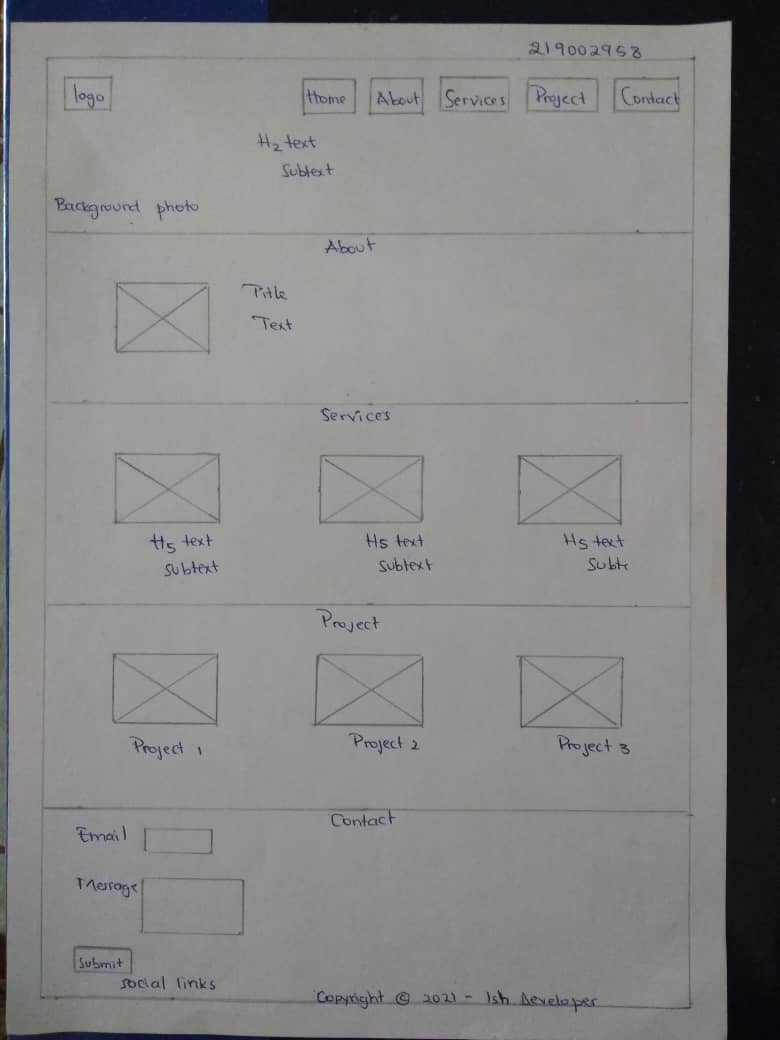 219002958
logo Home About Services Project Contact
H2 text
Subtext
Background photo
About
Title
Text
Services
H5 text H5 text H5 text
Subtext Subtext Subte
Project
Project 1 Project 2 Project 3
Contact
Email
Message
Submit
social links
Copyright © 2021 - Ish Developer